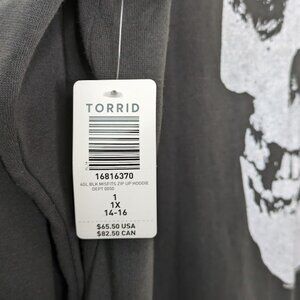 TORRID
16816370
4GL BLK MISFITS ZIP UP HOODIE
DEPT 0050
1
1X
14-16
$65.50 USA
$82.50 CAN